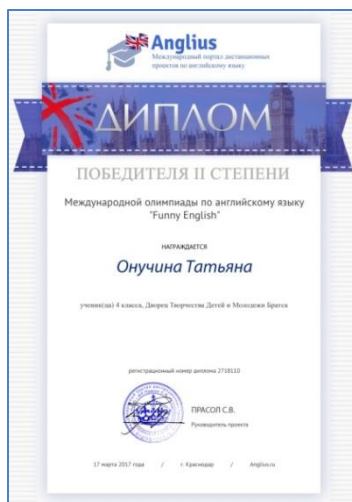 Anglius
Международный портал дистанционных
проектов по английскому языку
ДИПЛОМ
ПОБЕДИТЕЛЯ II СТЕПЕНИ
Международной олимпиады по английскому языку
"Funny English"
НАГРАЖДАЕТСЯ
Онучина Татьяна
ученик(ца) 4 класса, Дворец Творчества Детей и Молодежи Братск
регистрационный номер диплома 2718110
ПРАСОЛ С.В.
Руководитель проекта
17 марта 2017 года / г. Краснодар / Anglius.ru